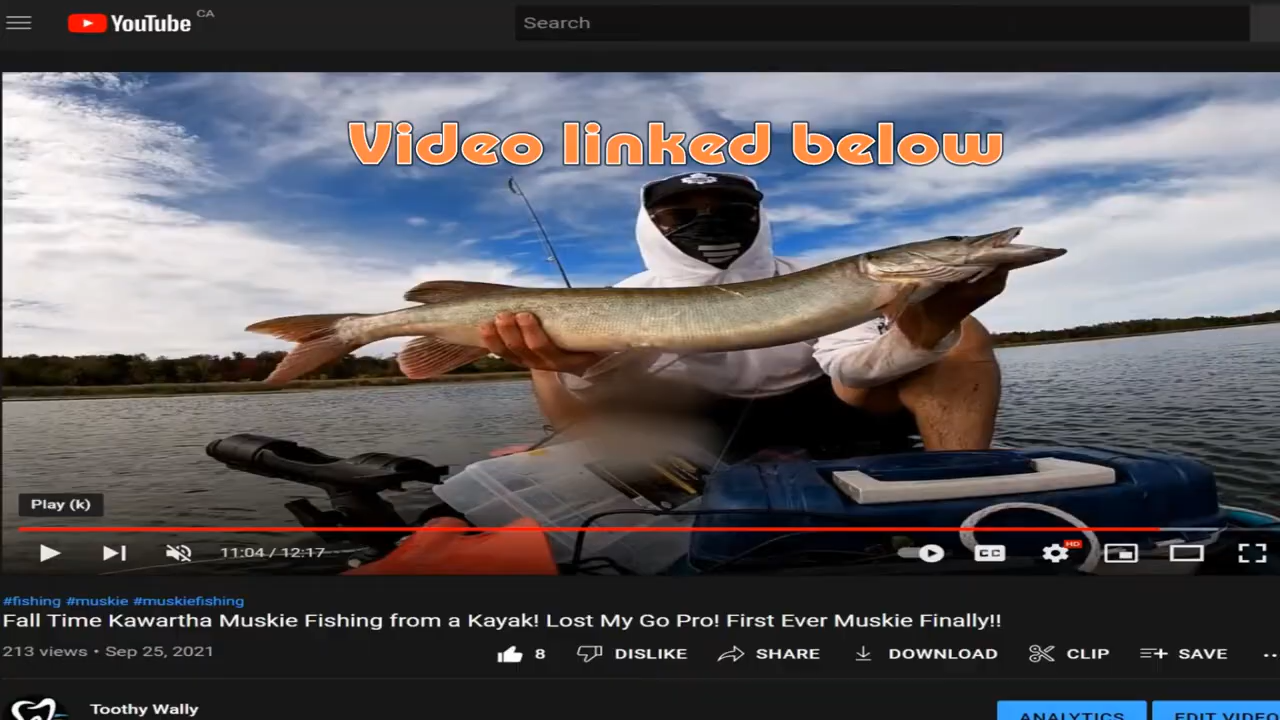 YouTube CA
Search
Video linked below
Play (k)
11:04 / 12:17
CC
HD
#fishing #muskie #muskiefishing
Fall Time Kawartha Muskie Fishing from a Kayak! Lost My Go Pro! First Ever Muskie Finally!!
213 views • Sep 25, 2021
8 DISLIKE SHARE DOWNLOAD CLIP SAVE
Toothy Wally
ANALYTICS EDIT VIDEO